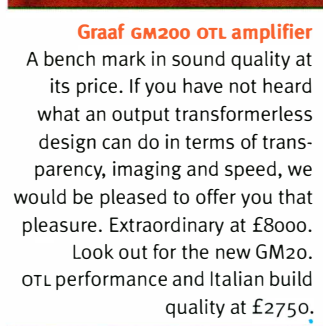 Graaf GM200 OTL amplifier
A bench mark in sound quality at
its price. If you have not heard
what an output transformerless
design can do in terms of trans-
parency, imaging and speed, we
would be pleased to offer you that
pleasure. Extraordinary at £8000.
Look out for the new GM20.
OTL performance and Italian build
quality at £2750.